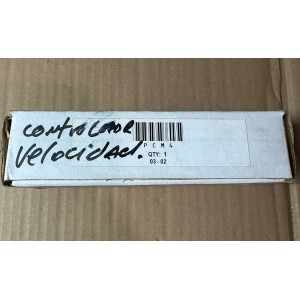 CONTROLADOR
Velocidad.
PCM4
QTY: 1
03-02